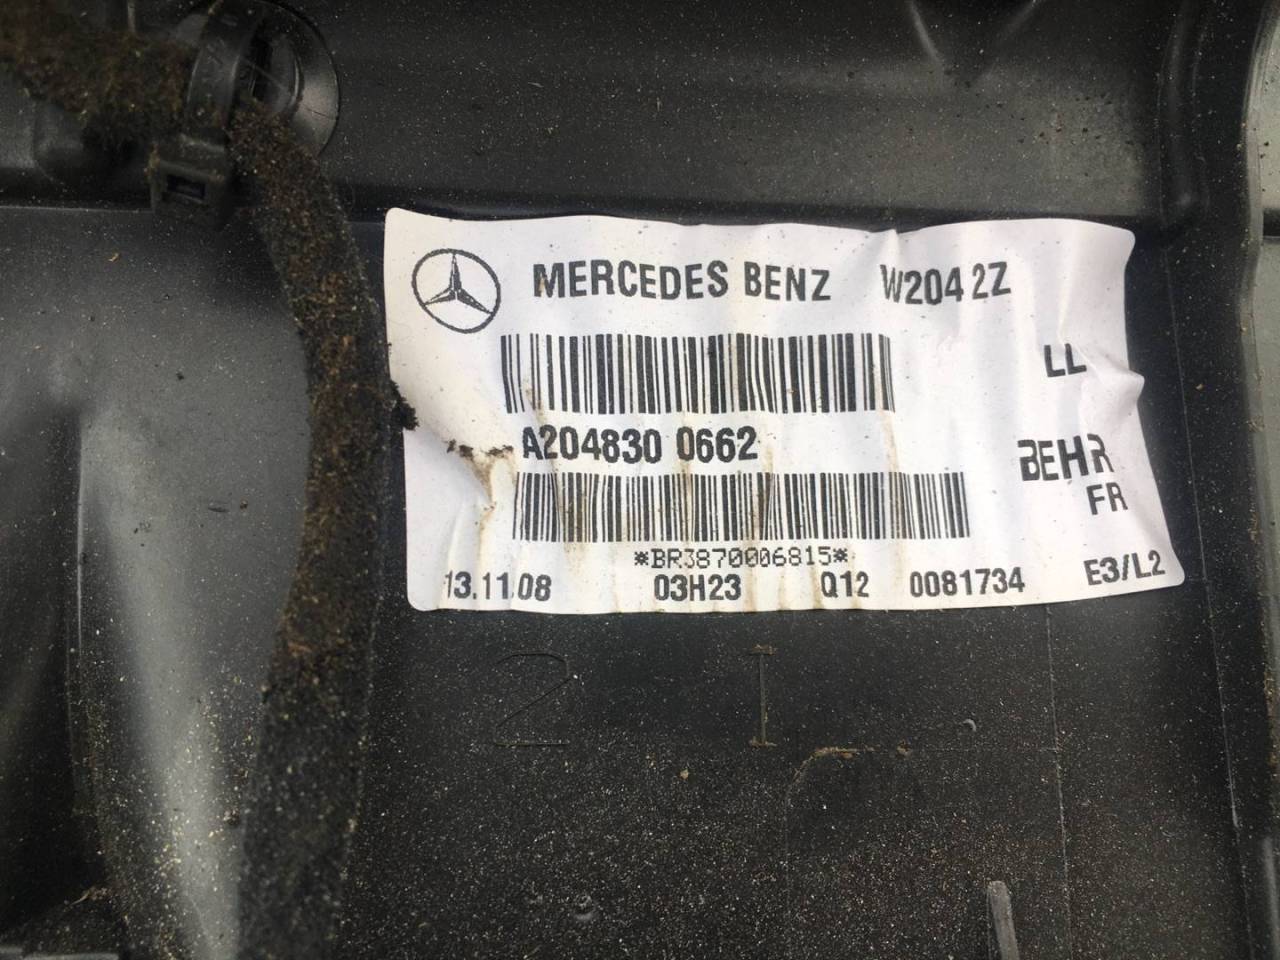 MERCEDES BENZ W204 2Z
LL
A204830 0662
BEHR
FR
*BR3870006815*
13.11.08 03H23 Q12 0081734 E3/L2
2 I